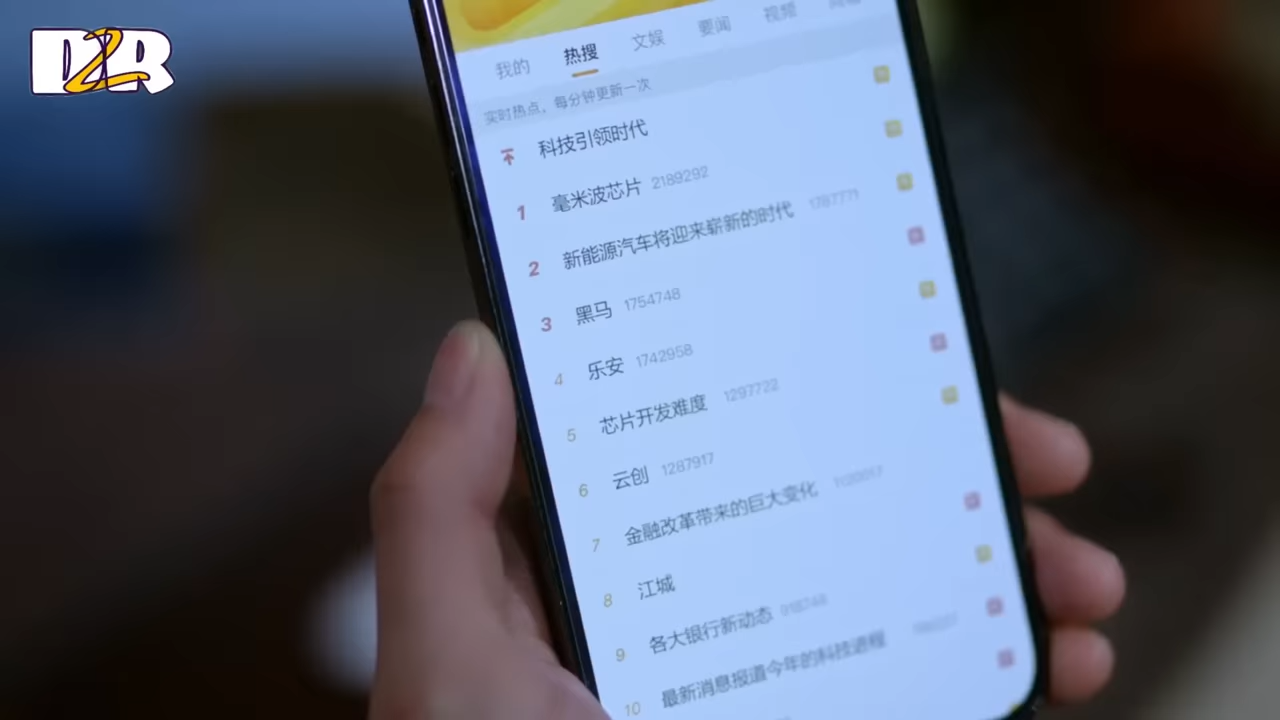 D2R
我的 热搜 文娱 要闻 视频
实时热点，每分钟更新一次
科技引领时代
1 毫米波芯片 2189292
2 新能源汽车将迎来崭新的时代 1787771
3 黑马 1754748
4 乐安 1742958
5 芯片开发难度 1297722
6 云创 1287917
7 金融改革带来的巨大变化
8 江城
9 各大银行新动态
10 最新消息报道今年的科技进程